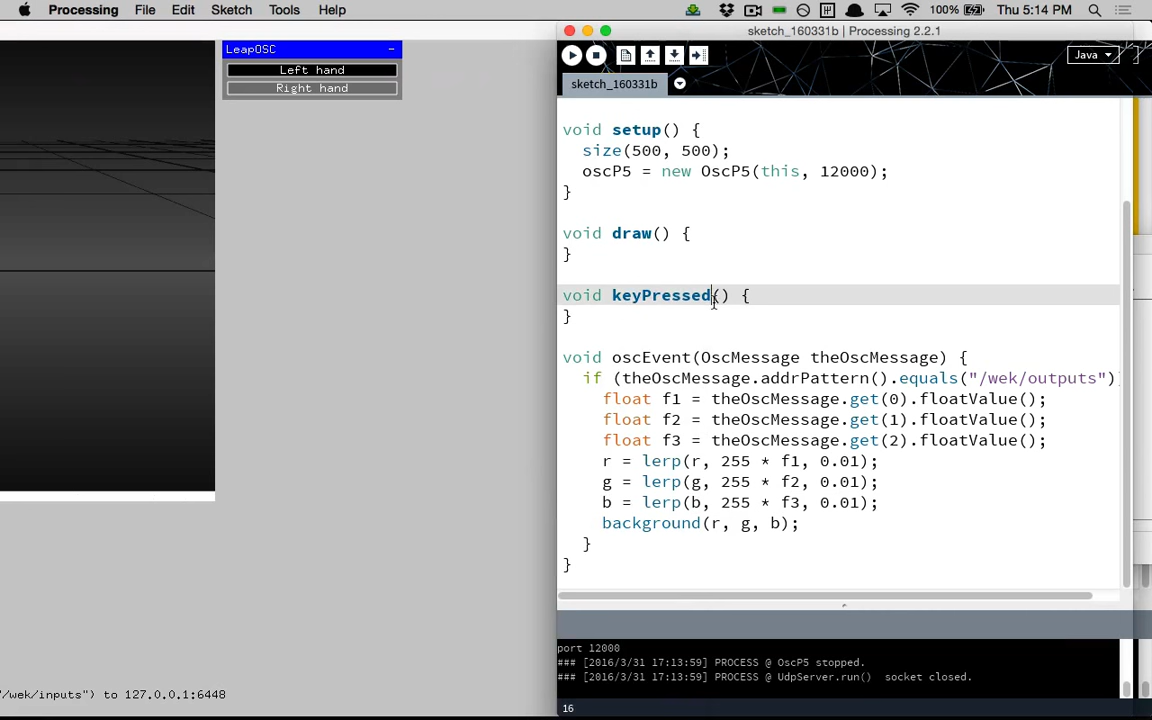 Processing File Edit Sketch Tools Help 100% Thu 5:14 PM
sketch_160331b | Processing 2.2.1
LeapOSC −
Left hand
Right hand
Java
sketch_160331b
void setup() {
size(500, 500);
oscP5 = new OscP5(this, 12000);
}
void draw() {
}
void keyPressed() {
}
void oscEvent(OscMessage theOscMessage) {
if (theOscMessage.addrPattern().equals("/wek/outputs")
float f1 = theOscMessage.get(0).floatValue();
float f2 = theOscMessage.get(1).floatValue();
float f3 = theOscMessage.get(2).floatValue();
r = lerp(r, 255 * f1, 0.01);
g = lerp(g, 255 * f2, 0.01);
b = lerp(b, 255 * f3, 0.01);
background(r, g, b);
}
}
port 12000
### [2016/3/31 17:13:59] PROCESS @ OscP5 stopped.
### [2016/3/31 17:13:59] PROCESS @ UdpServer.run() socket closed.
"/wek/inputs") to 127.0.0.1:6448
16